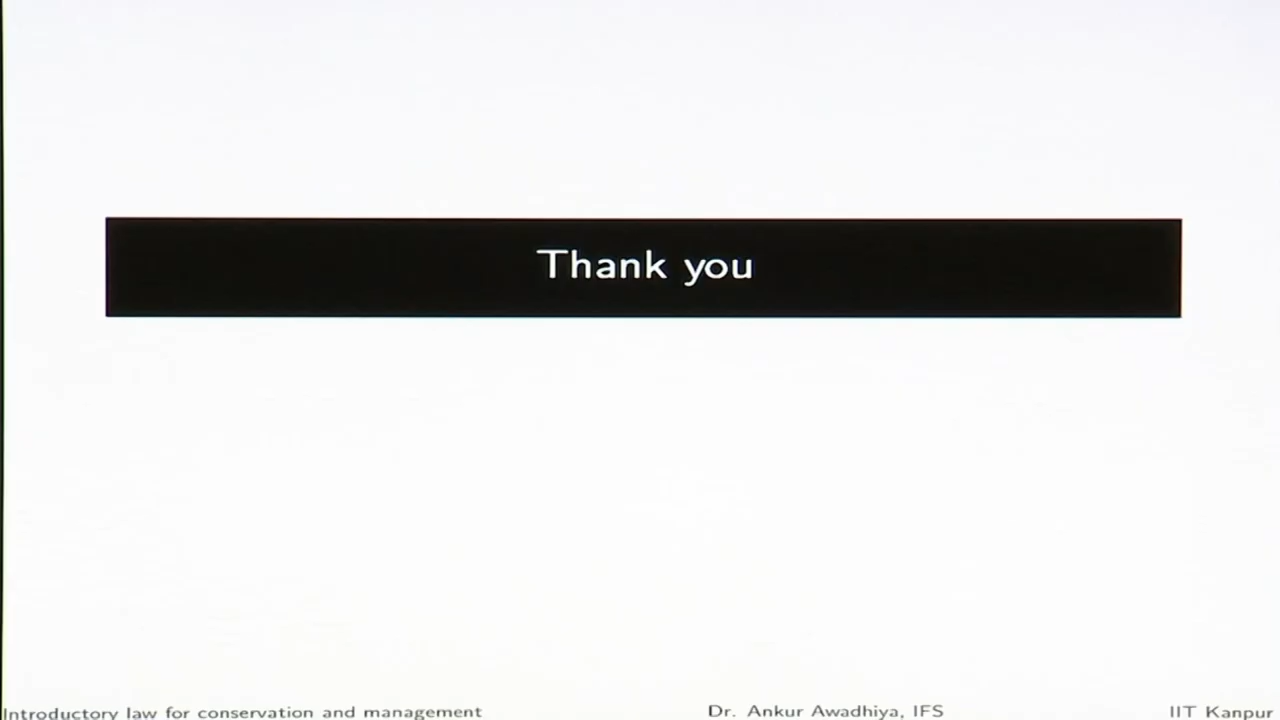 Thank you
Introductory law for conservation and management Dr. Ankur Awadhiya, IFS IIT Kanpur